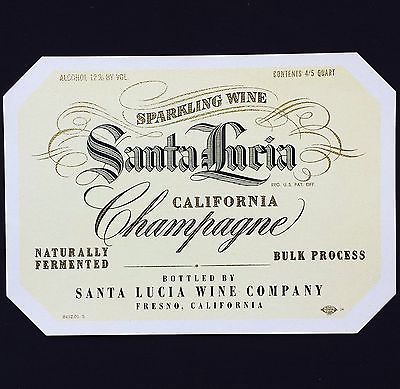 ALCOHOL 12% BY VOL. CONTENTS 4/5 QUART
SPARKLING WINE
Santa Lucia
REG. U.S. PAT. OFF.
CALIFORNIA
Champagne
NATURALLY FERMENTED BULK PROCESS
BOTTLED BY
SANTA LUCIA WINE COMPANY
FRESNO, CALIFORNIA